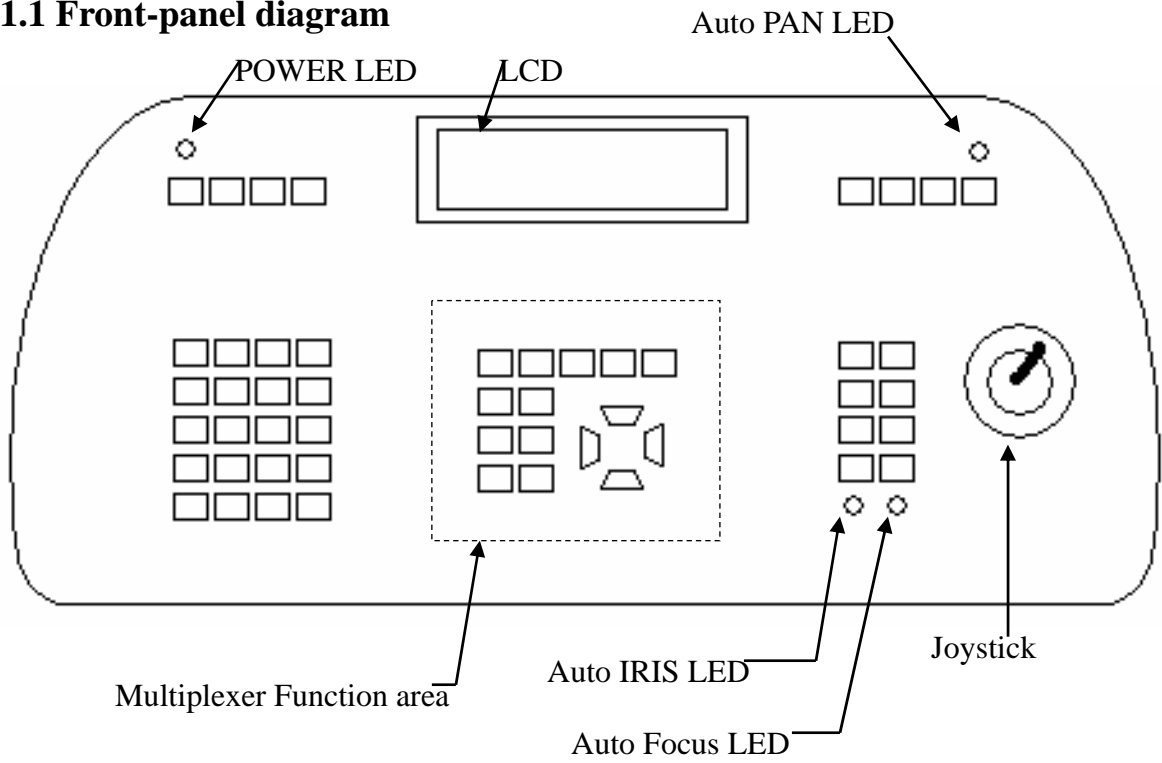 1.1 Front-panel diagram
Auto PAN LED
POWER LED
LCD
Joystick
Auto IRIS LED
Multiplexer Function area
Auto Focus LED